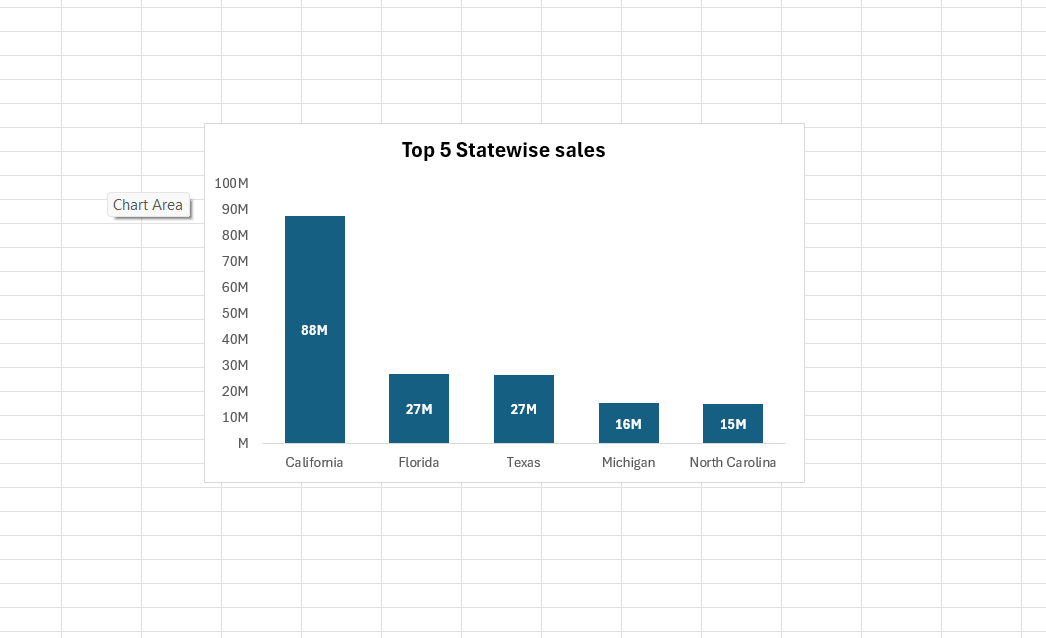 Top 5 Statewise sales
100M
Chart Area
90M
80M
70M
60M
50M
88M
40M
30M
20M
27M
27M
10M
16M
15M
M
California
Florida
Texas
Michigan
North Carolina